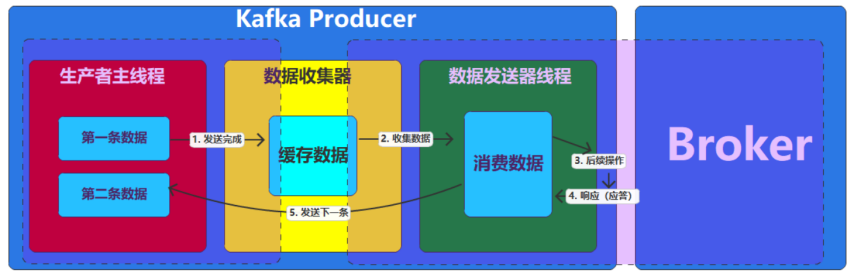 Kafka Producer
生产者主线程
数据收集器
数据发送器线程
第一条数据
1. 发送完成
缓存数据
2. 收集数据
消费数据
3. 后续操作
Broker
第二条数据
4. 响应（应答）
5. 发送下一条